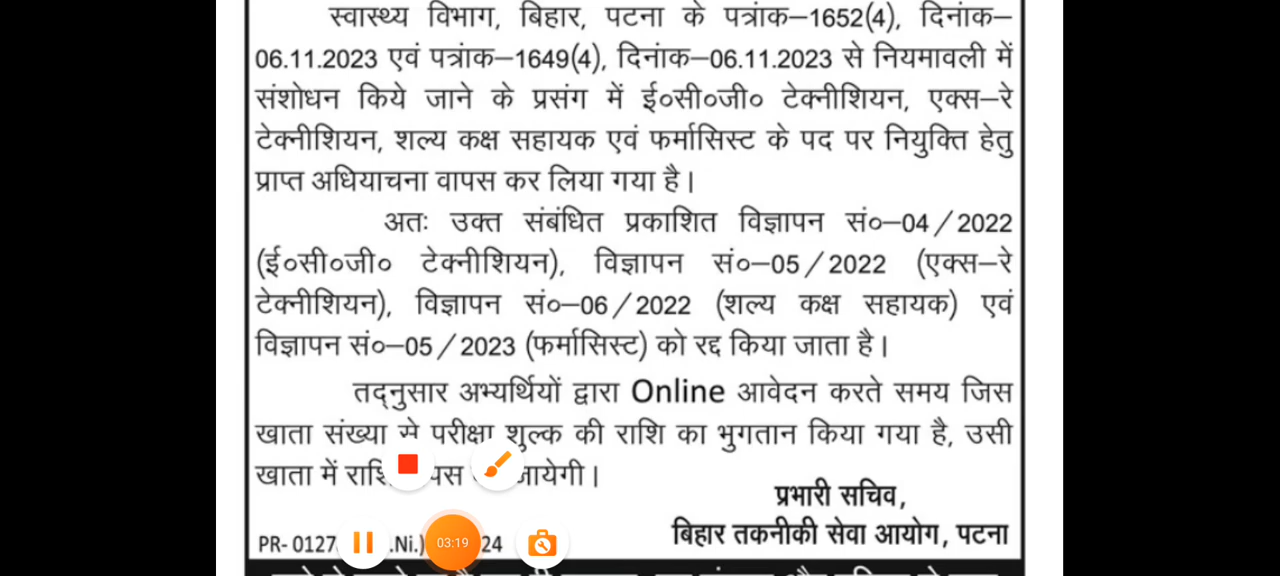 स्वास्थ्य विभाग, बिहार, पटना के पत्रांक–1652(4), दिनांक–
06.11.2023 एवं पत्रांक–1649(4), दिनांक–06.11.2023 से नियमावली में
संशोधन किये जाने के प्रसंग में ई०सी०जी० टेक्नीशियन, एक्स–रे
टेक्नीशियन, शल्य कक्ष सहायक एवं फर्मासिस्ट के पद पर नियुक्ति हेतु
प्राप्त अधियाचना वापस कर लिया गया है।
अतः उक्त संबंधित प्रकाशित विज्ञापन सं०–04/2022
(ई०सी०जी० टेक्नीशियन), विज्ञापन सं०–05/2022 (एक्स–रे
टेक्नीशियन), विज्ञापन सं०–06/2022 (शल्य कक्ष सहायक) एवं
विज्ञापन सं०–05/2023 (फर्मासिस्ट) को रद्द किया जाता है।
तद्नुसार अभ्यर्थियों द्वारा Online आवेदन करते समय जिस
खाता संख्या से परीक्षा शुल्क की राशि का भुगतान किया गया है, उसी
खाता में जायेगी।
प्रभारी सचिव,
बिहार तकनीकी सेवा आयोग, पटना
PR- 0127 .Ni.) 24
03:19